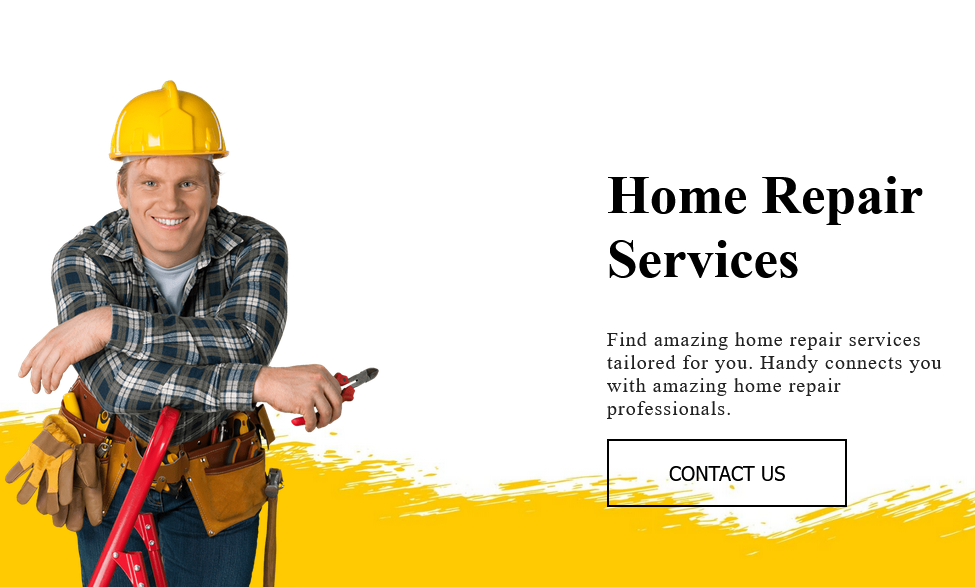 Home Repair
Services
Find amazing home repair services
tailored for you. Handy connects you
with amazing home repair
professionals.
CONTACT US